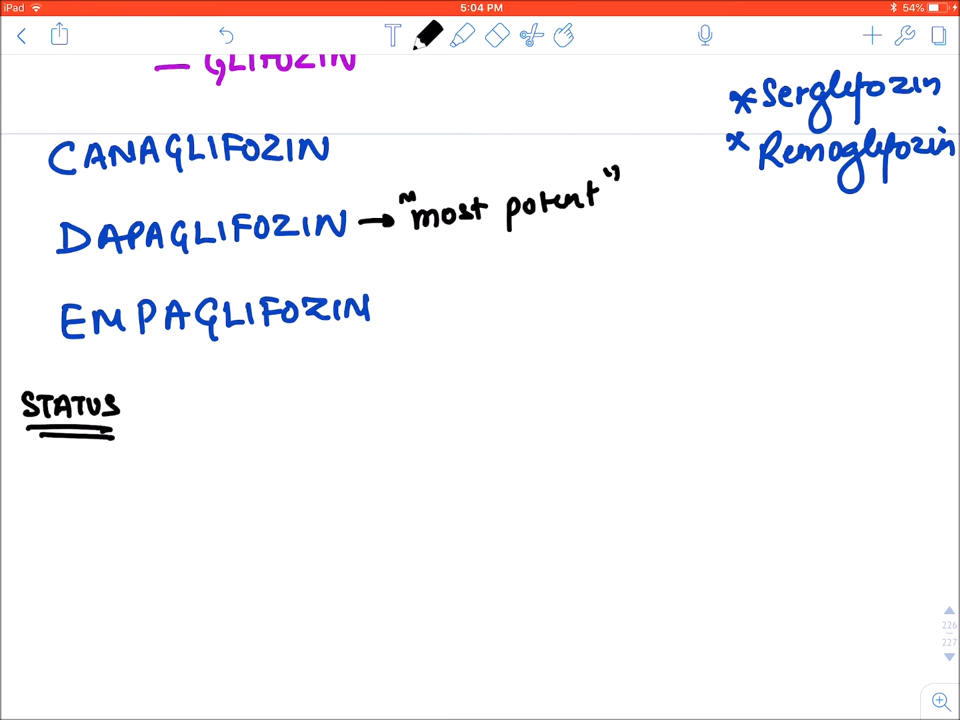 iPad 5:04 PM 54%
T
— GLIFOZIN
* Serglifozin
* Remoglifozin
CANAGLIFOZIN
DAPAGLIFOZIN → "most potent"
EMPAGLIFOZIN
STATUS
226
227